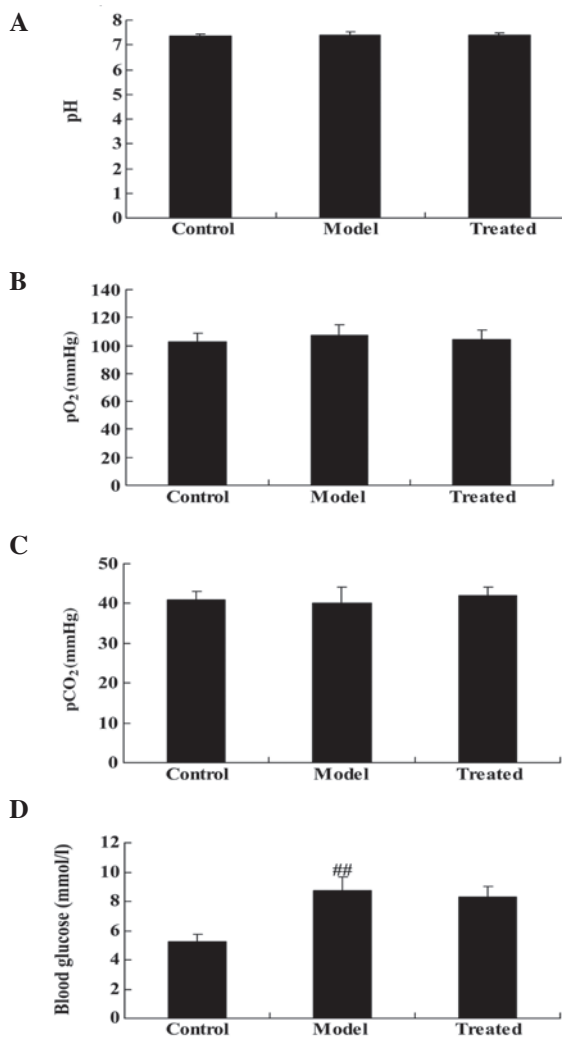 A
pH
8
7
6
5
4
3
2
1
0
Control Model Treated
B
pO₂ (mmHg)
140
120
100
80
60
40
20
0
Control Model Treated
C
pCO₂ (mmHg)
50
40
30
20
10
0
Control Model Treated
D
Blood glucose (mmol/l)
12
10
8
6
4
2
0
##
Control Model Treated